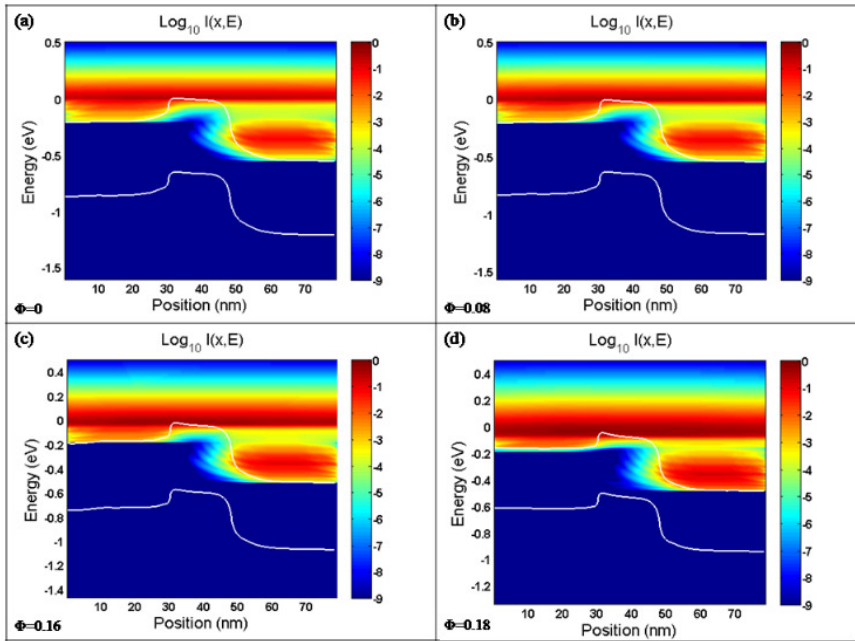 (a)
Log10 I(x,E)
0.5
0
-0.5
-1
-1.5
Energy (eV)
10 20 30 40 50 60 70
Position (nm)
0
-1
-2
-3
-4
-5
-6
-7
-8
-9
Φ=0
(b)
Log10 I(x,E)
0.5
0
-0.5
-1
-1.5
Energy (eV)
10 20 30 40 50 60 70
Position (nm)
0
-1
-2
-3
-4
-5
-6
-7
-8
-9
Φ=0.08
(c)
Log10 I(x,E)
0.4
0.2
0
-0.2
-0.4
-0.6
-0.8
-1
-1.2
-1.4
Energy (eV)
10 20 30 40 50 60 70
Position (nm)
0
-1
-2
-3
-4
-5
-6
-7
-8
-9
Φ=0.16
(d)
Log10 I(x,E)
0.4
0.2
0
-0.2
-0.4
-0.6
-0.8
-1
-1.2
Energy (eV)
10 20 30 40 50 60 70
Position (nm)
0
-1
-2
-3
-4
-5
-6
-7
-8
-9
Φ=0.18